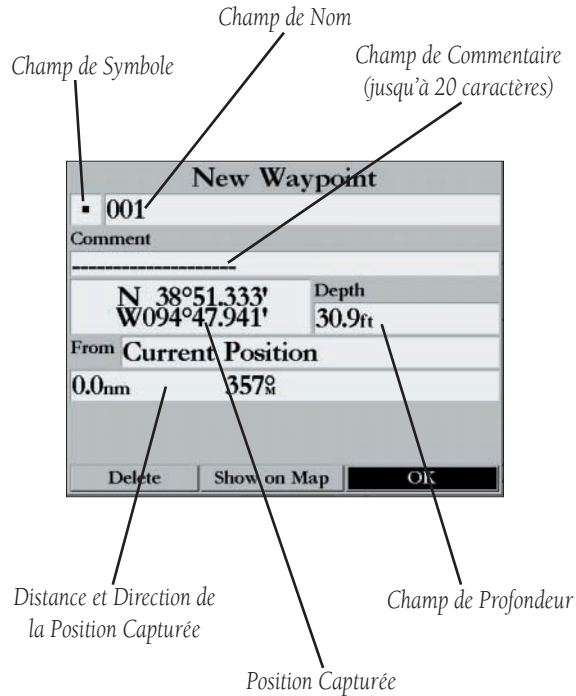 Champ de Nom
Champ de Symbole
Champ de Commentaire
(jusqu'à 20 caractères)
New Waypoint
001
Comment
--------------------
N 38°51.333'
W094°47.941'
Depth
30.9ft
From Current Position
0.0nm 357°M
Delete Show on Map OK
Distance et Direction de
la Position Capturée
Champ de Profondeur
Position Capturée